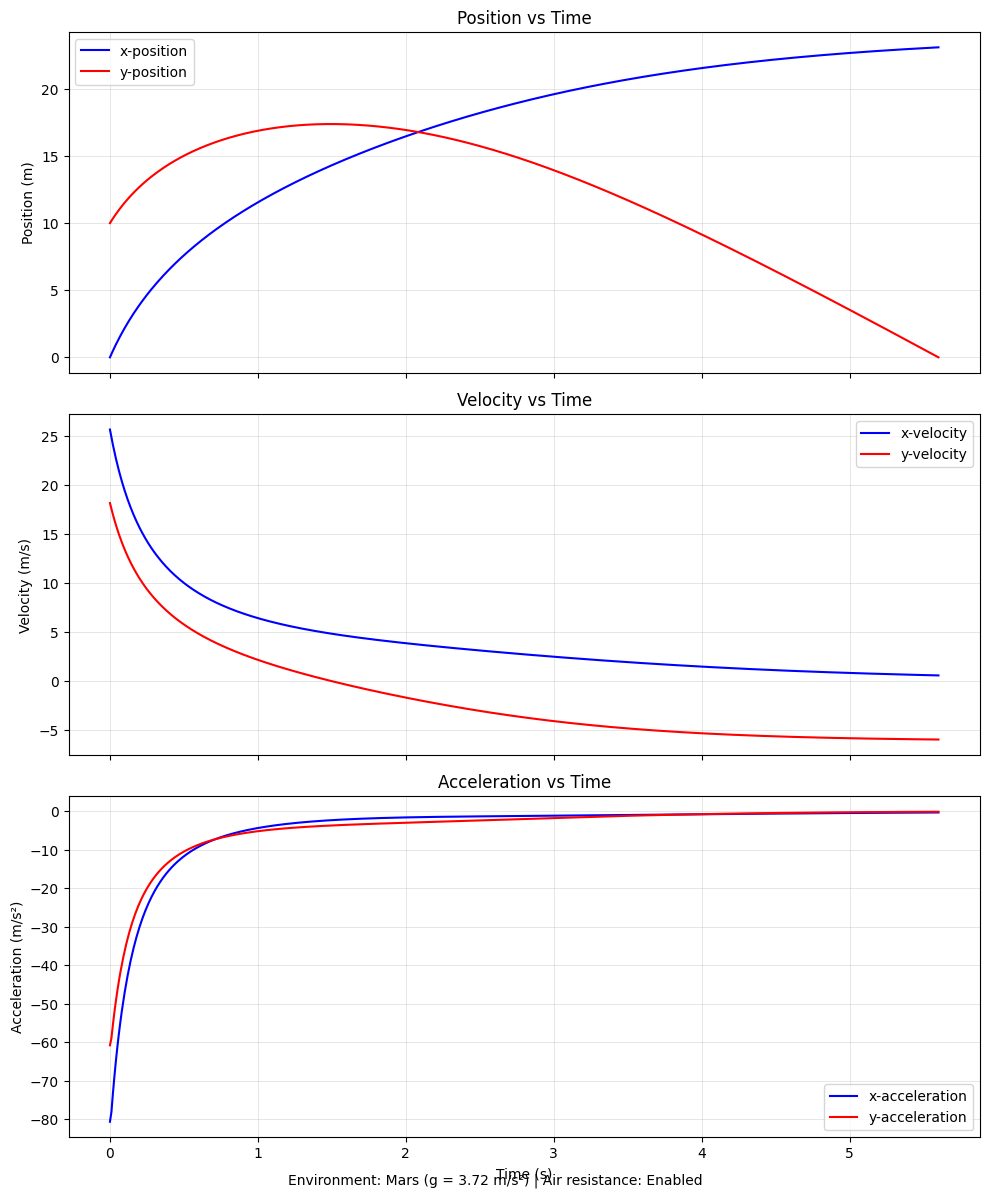 Position vs Time
x-position
y-position
Position (m)
20
15
10
5
0
Velocity vs Time
x-velocity
y-velocity
Velocity (m/s)
25
20
15
10
5
0
−5
Acceleration vs Time
x-acceleration
y-acceleration
Acceleration (m/s²)
0
−10
−20
−30
−40
−50
−60
−70
−80
0 1 2 3 4 5
Time (s)
Environment: Mars (g = 3.72 m/s²) | Air resistance: Enabled